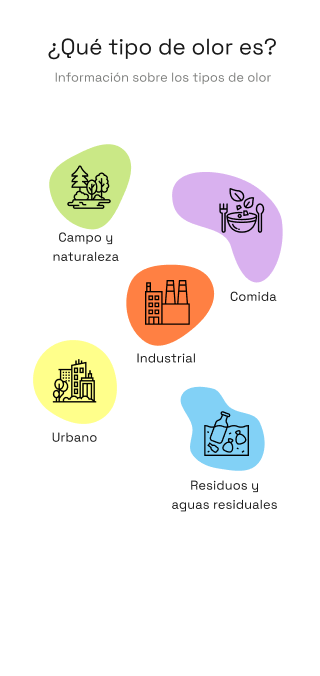 ¿Qué tipo de olor es?
Información sobre los tipos de olor
Campo y
naturaleza
Comida
Industrial
Urbano
Residuos y
aguas residuales